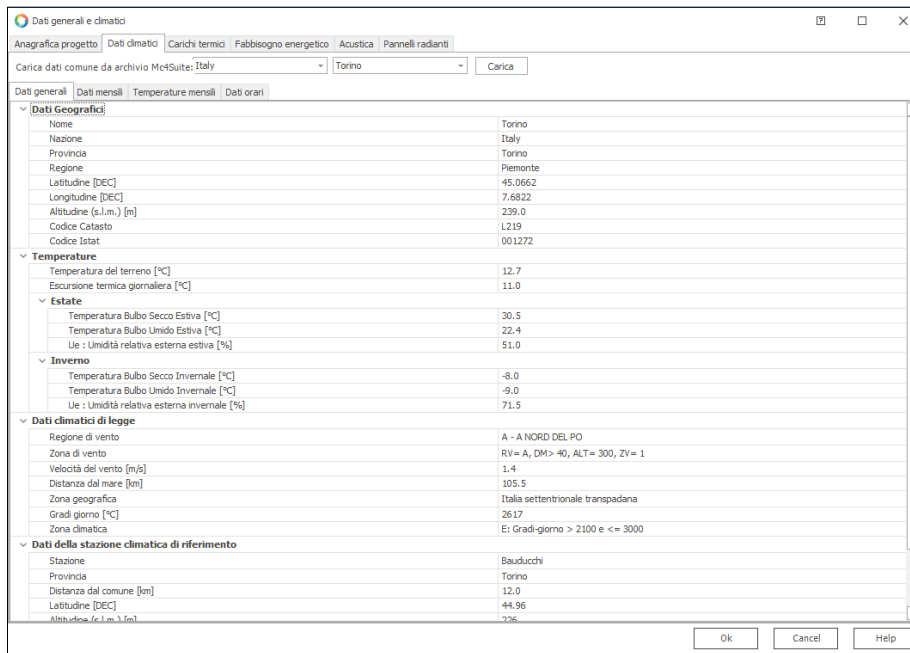 Dati generali e climatici
Anagrafica progetto Dati climatici Carichi termici Fabbisogno energetico Acustica Pannelli radianti
Carica dati comune da archivio Mc4Suite: Italy Torino Carica
Dati generali Dati mensili Temperature mensili Dati orari
Dati Geografici
Nome Torino
Nazione Italy
Provincia Torino
Regione Piemonte
Latitudine [DEC] 45.0662
Longitudine [DEC] 7.6822
Altitudine (s.l.m.) [m] 239.0
Codice Catasto L219
Codice Istat 001272
Temperature
Temperatura del terreno [°C] 12.7
Escursione termica giornaliera [°C] 11.0
Estate
Temperatura Bulbo Secco Estiva [°C] 30.5
Temperatura Bulbo Umido Estiva [°C] 22.4
Ue : Umidità relativa esterna estiva [%] 51.0
Inverno
Temperatura Bulbo Secco Invernale [°C] -8.0
Temperatura Bulbo Umido Invernale [°C] -9.0
Ue : Umidità relativa esterna invernale [%] 71.5
Dati climatici di legge
Regione di vento A - A NORD DEL PO
Zona di vento RV= A, DM> 40, ALT= 300, ZV= 1
Velocità del vento [m/s] 1.4
Distanza dal mare [km] 105.5
Zona geografica Italia settentrionale transpadana
Gradi giorno [°C] 2617
Zona climatica E: Gradi-giorno > 2100 e <= 3000
Dati della stazione climatica di riferimento
Stazione Bauducchi
Provincia Torino
Distanza dal comune [km] 12.0
Latitudine [DEC] 44.96
Altitudine (s.l.m.) [m] 226
Ok Cancel Help